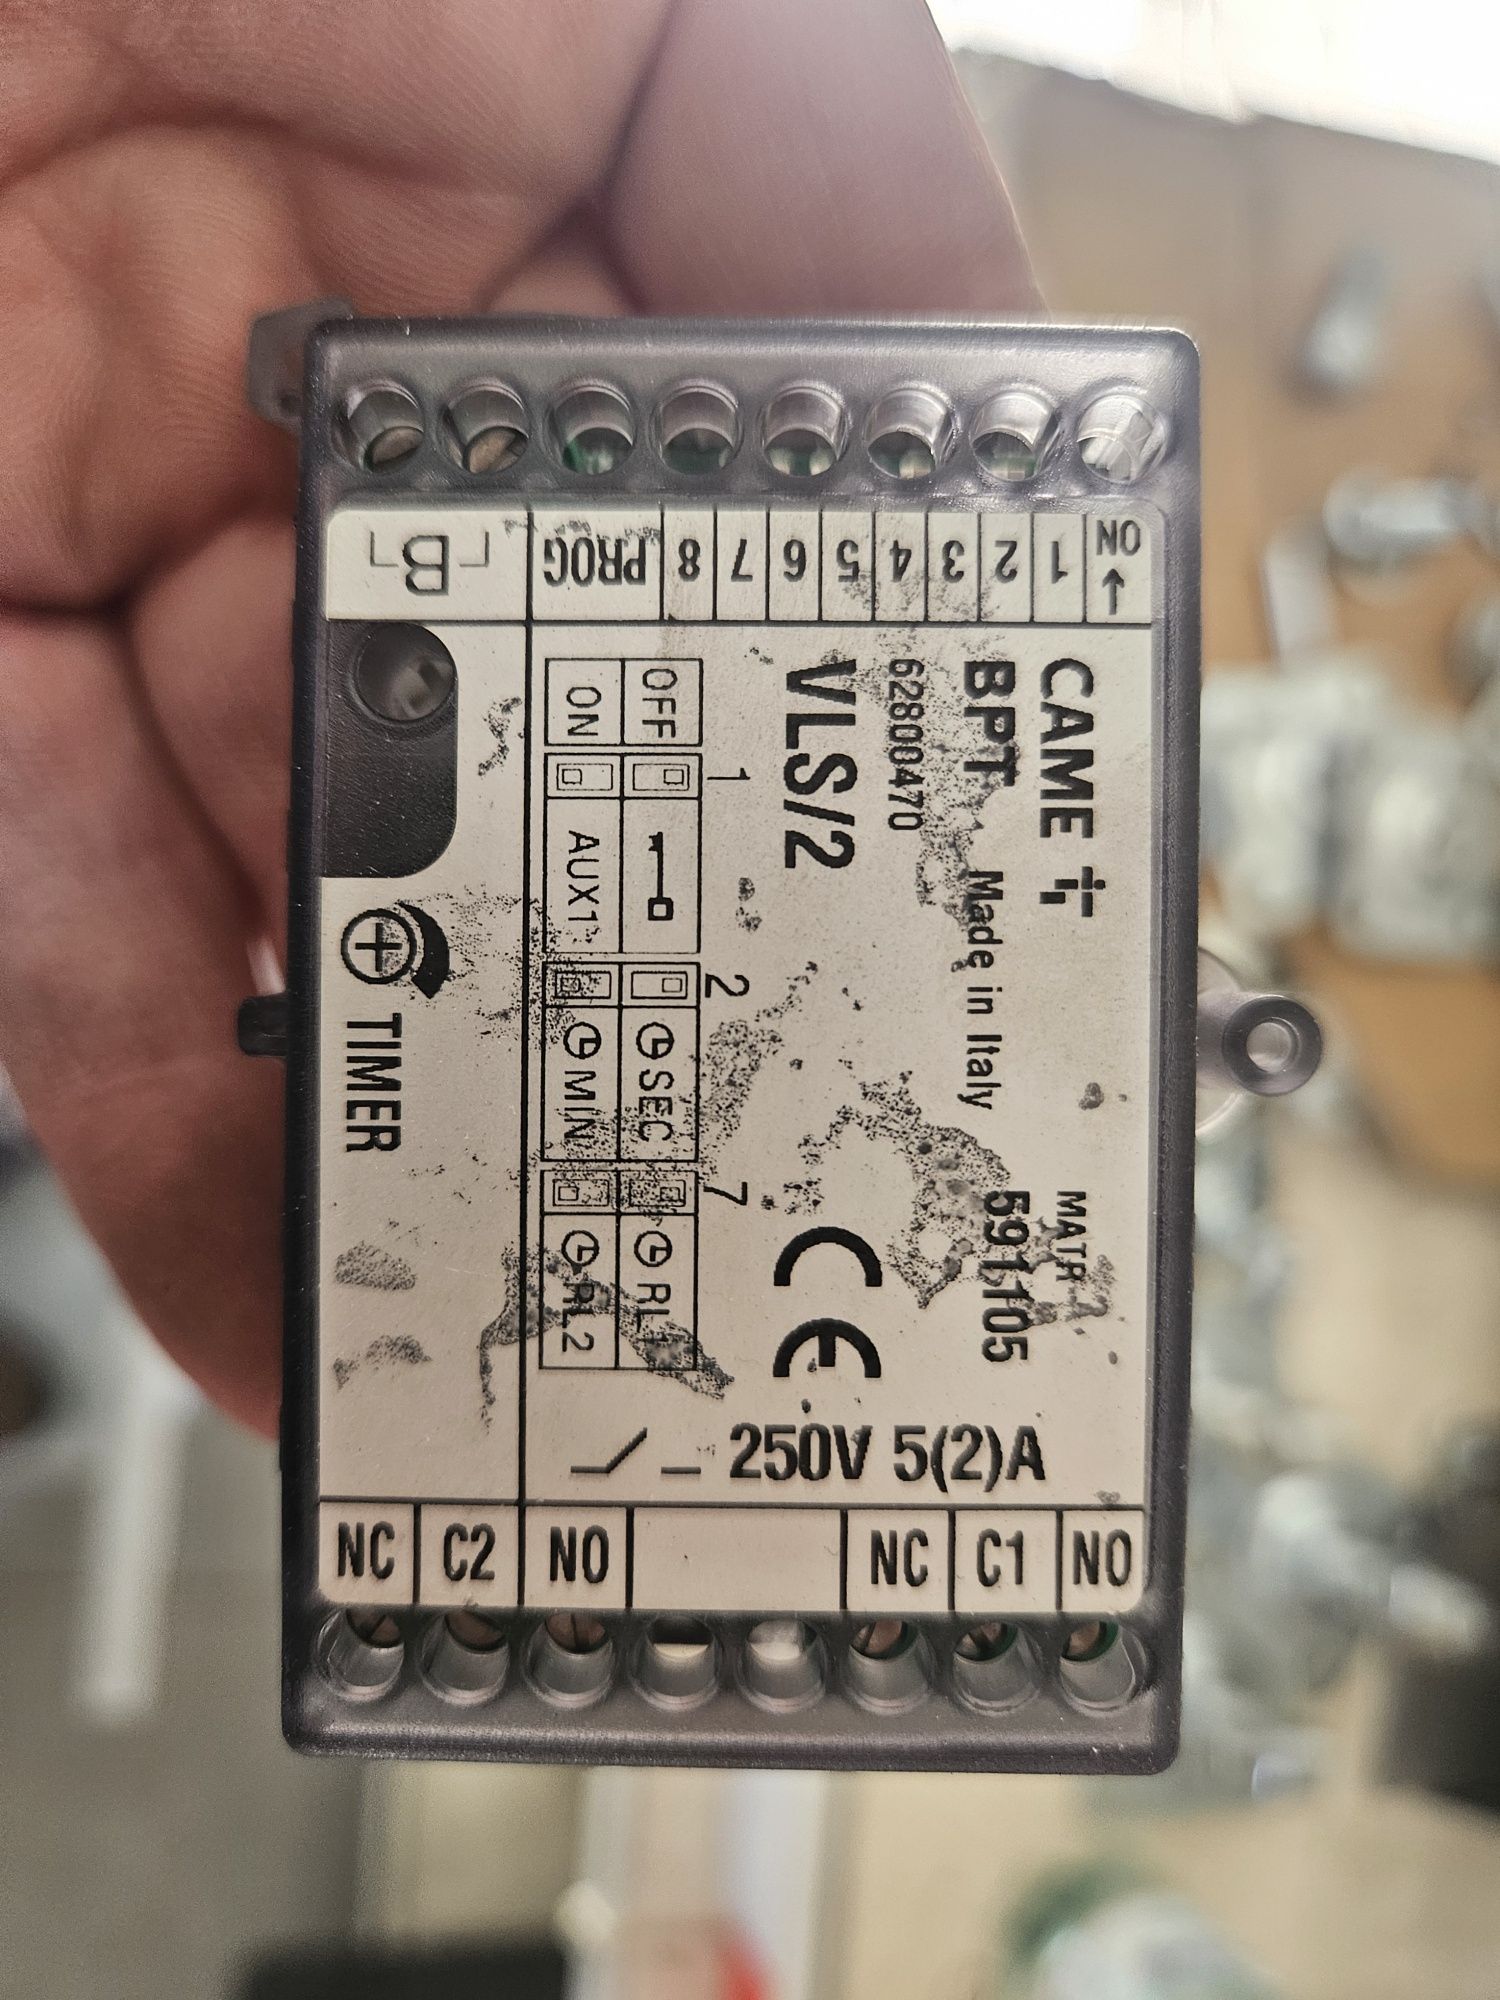 CAME
BPT Made in Italy
62800470
VLS/2
MATR
591105
250V 5(2)A
ON 1 2 3 4 5 6 7 8 PROG
B
1 2 7
OFF SEC RL1
ON AUX1 MIN RL2
TIMER
NO C1 NC NO C2 NC